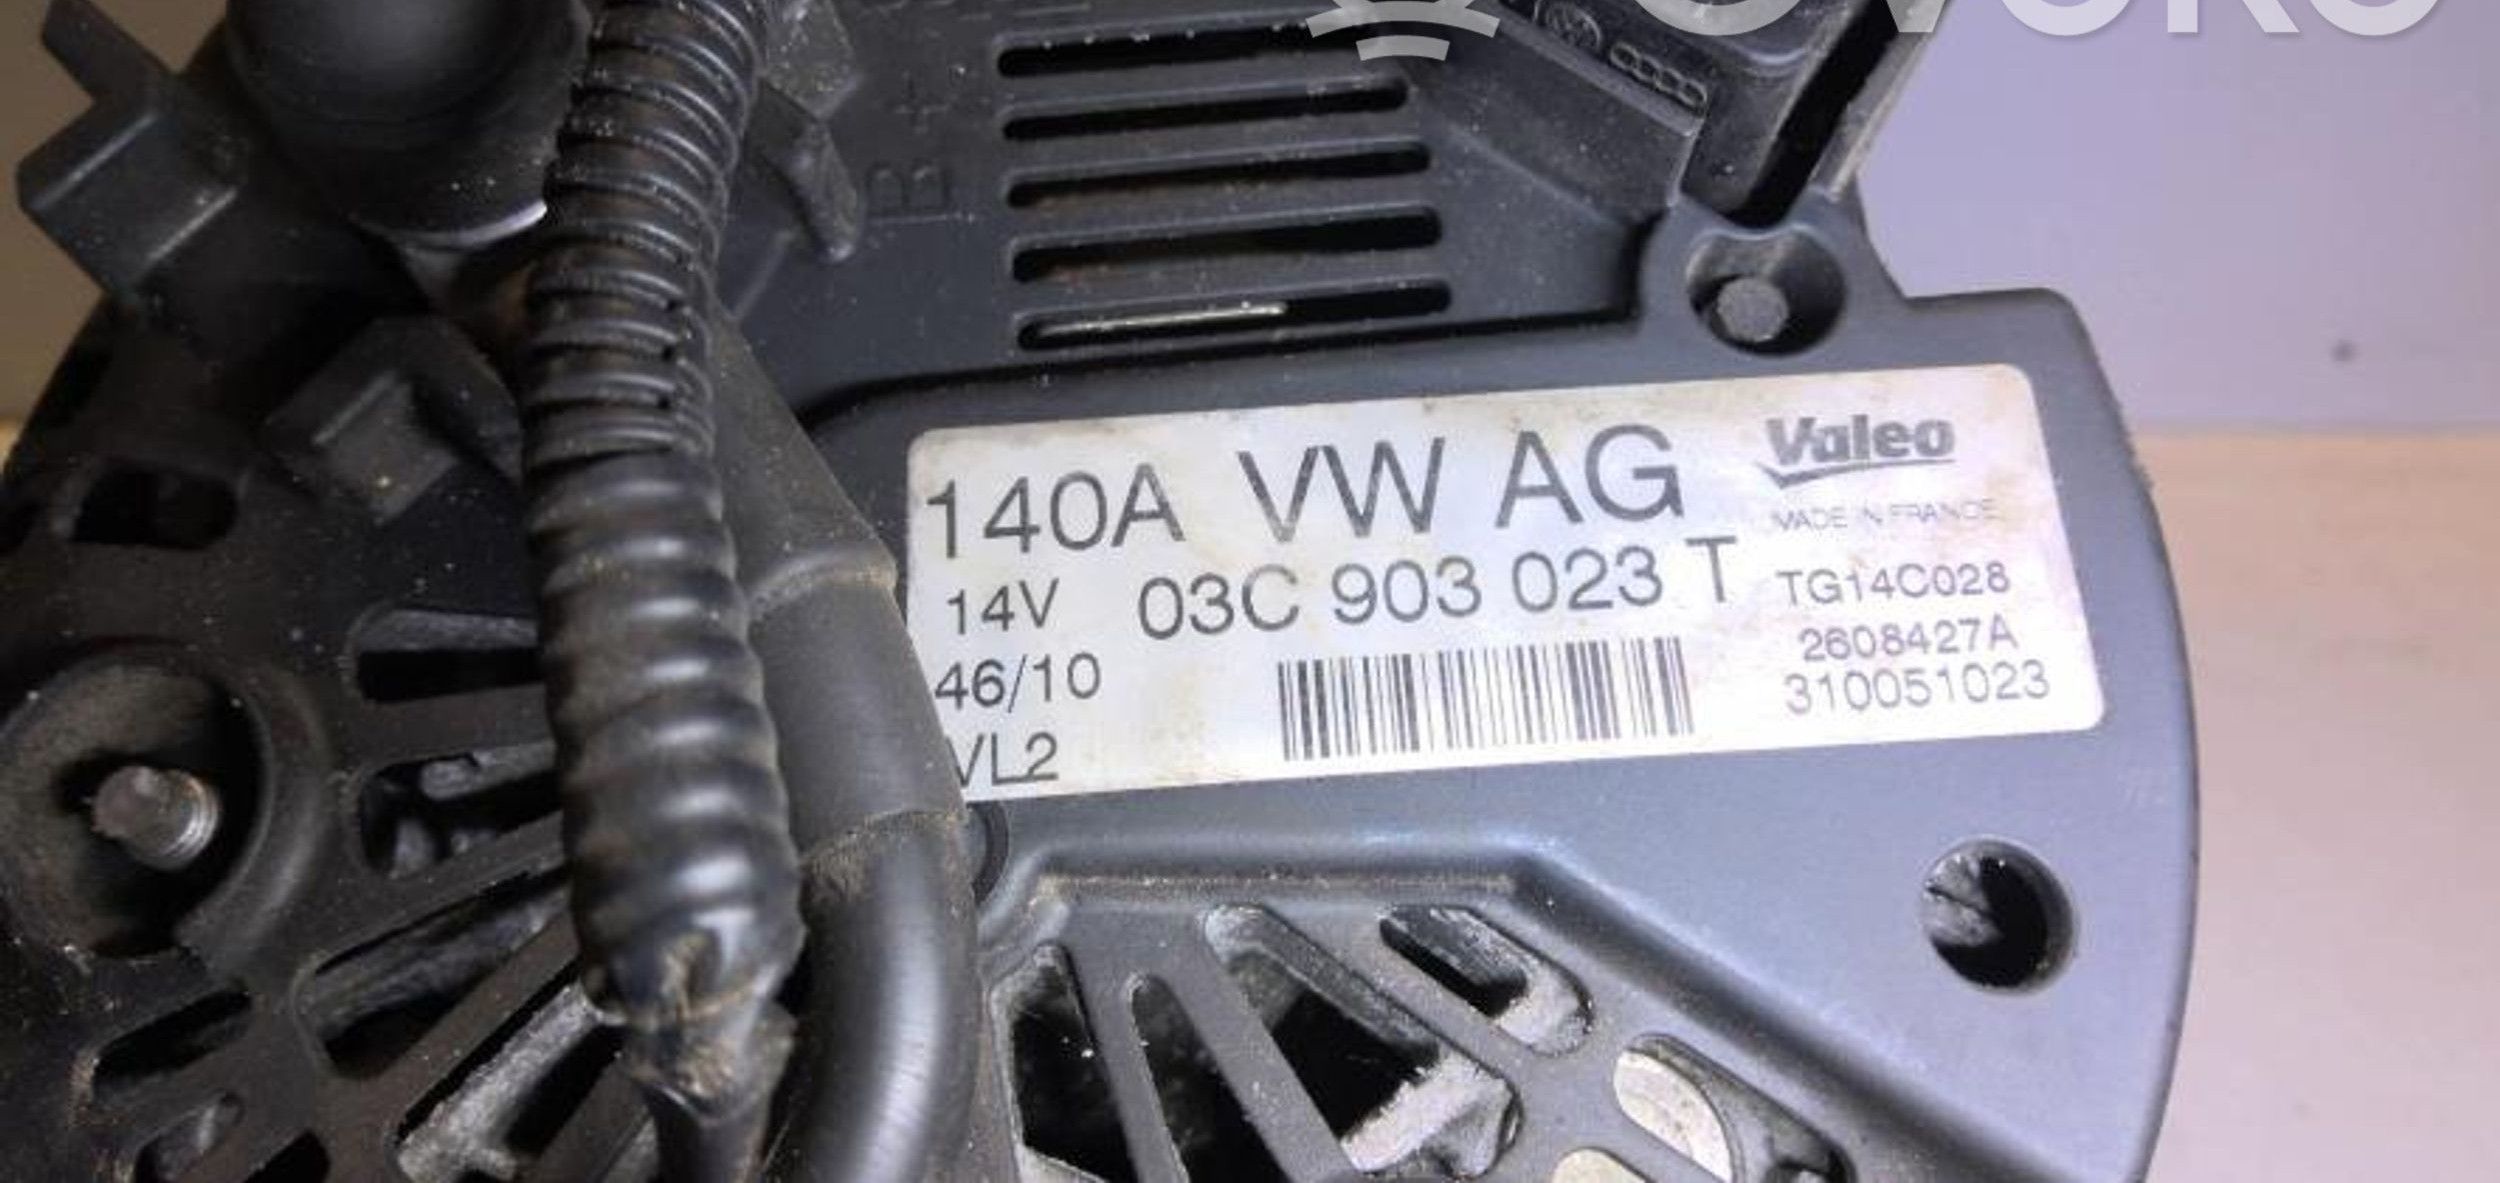 B+
140A VW AG
Valeo
MADE IN FRANCE
14V 03C 903 023 T
TG14C028
46/10
2608427A
310051023
VL2